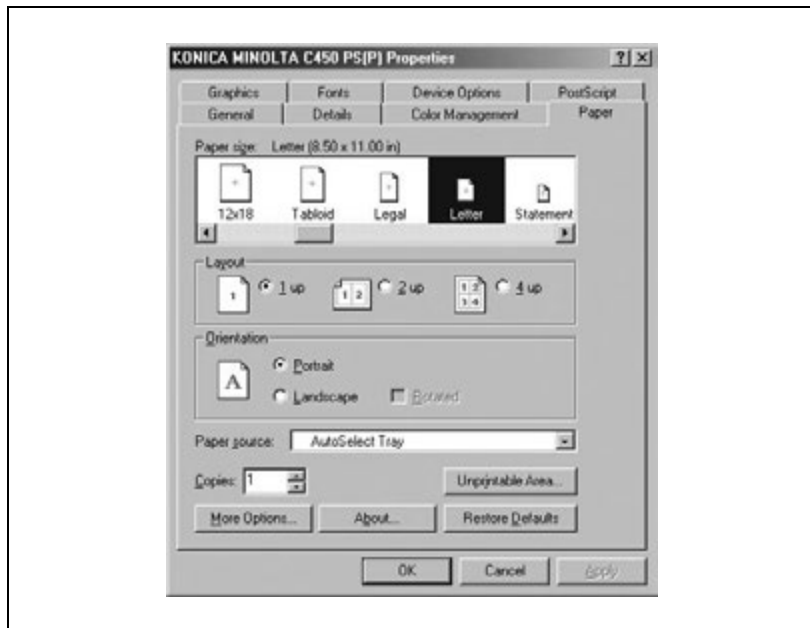 KONICA MINOLTA C450 PS(P) Properties
Graphics Fonts Device Options PostScript
General Details Color Management Paper
Paper size: Letter (8.50 x 11.00 in)
12x18 Tabloid Legal Letter Statement
Layout
1 1 up 1 2 2 up 1 2 4 up
3 4
Orientation
Portrait
A
Landscape Rotated
Paper source: AutoSelect Tray
Copies: 1 Unprintable Area...
More Options... About... Restore Defaults
OK Cancel Apply